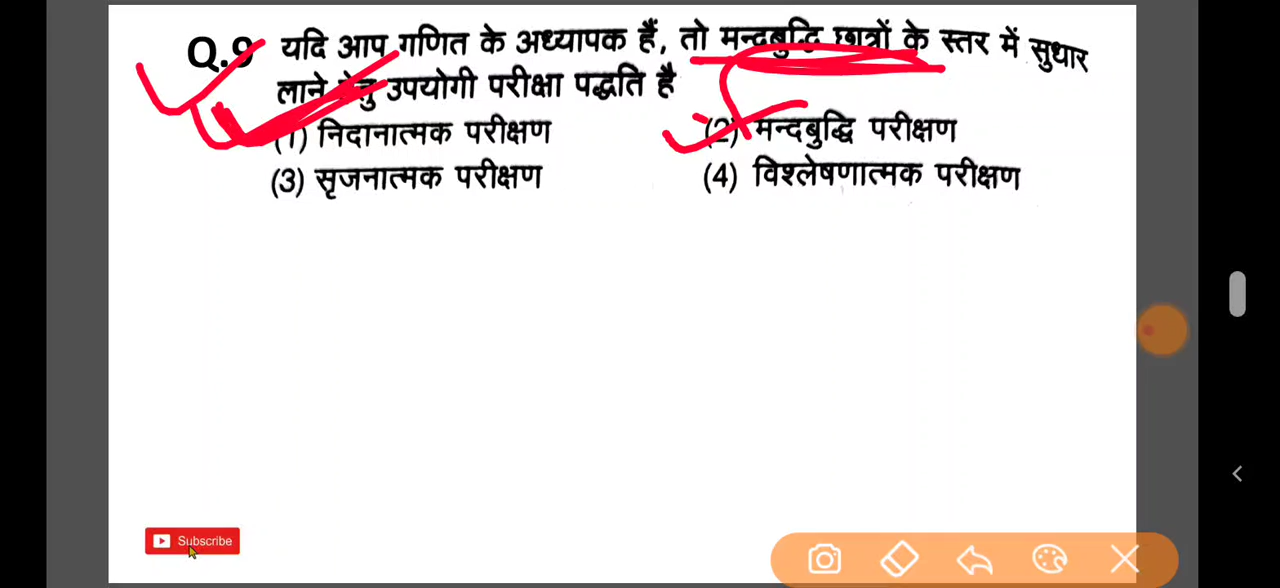 Q.9 यदि आप गणित के अध्यापक हैं, तो मन्दबुद्धि छात्रों के स्तर में सुधार
लाने हेतु उपयोगी परीक्षा पद्धति है
(1) निदानात्मक परीक्षण (2) मन्दबुद्धि परीक्षण
(3) सृजनात्मक परीक्षण (4) विश्लेषणात्मक परीक्षण
Subscribe